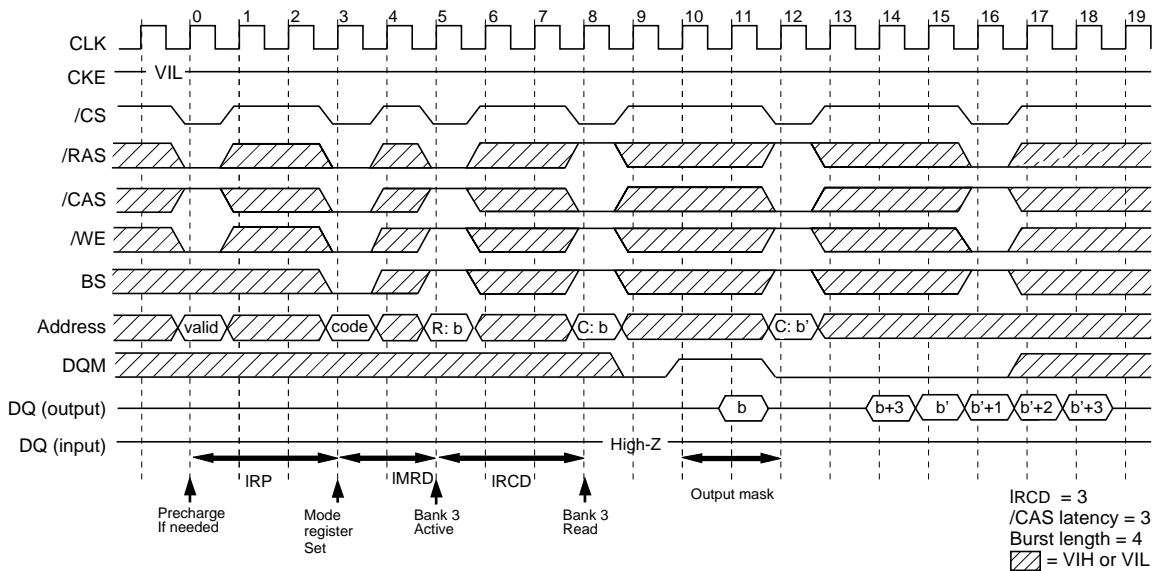 0 1 2 3 4 5 6 7 8 9 10 11 12 13 14 15 16 17 18 19
CLK
CKE VIL
/CS
/RAS
/CAS
/WE
BS
Address valid code R: b C: b C: b’
DQM
DQ (output) b b+3 b’ b’+1 b’+2 b’+3
DQ (input) High-Z
lRP lMRD lRCD Output mask
Precharge
If needed
Mode
register
Set
Bank 3
Active
Bank 3
Read
lRCD = 3
/CAS latency = 3
Burst length = 4
= VIH or VIL